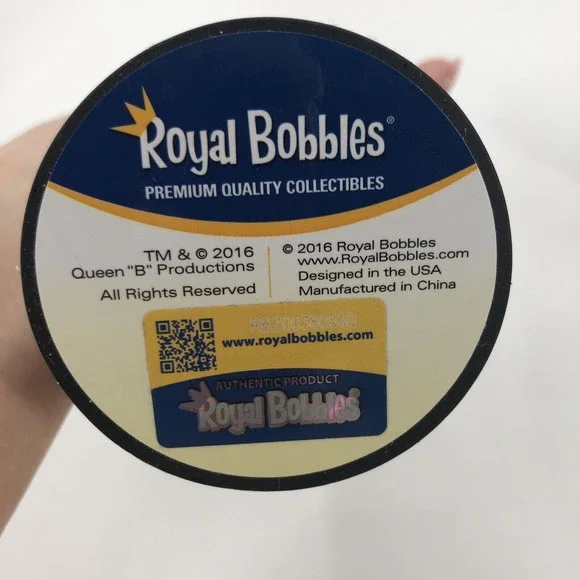 Royal Bobbles®
PREMIUM QUALITY COLLECTIBLES
TM & © 2016
Queen "B" Productions
All Rights Reserved
© 2016 Royal Bobbles
www.RoyalBobbles.com
Designed in the USA
Manufactured in China
www.royalbobbles.com
AUTHENTIC PRODUCT
Royal Bobbles